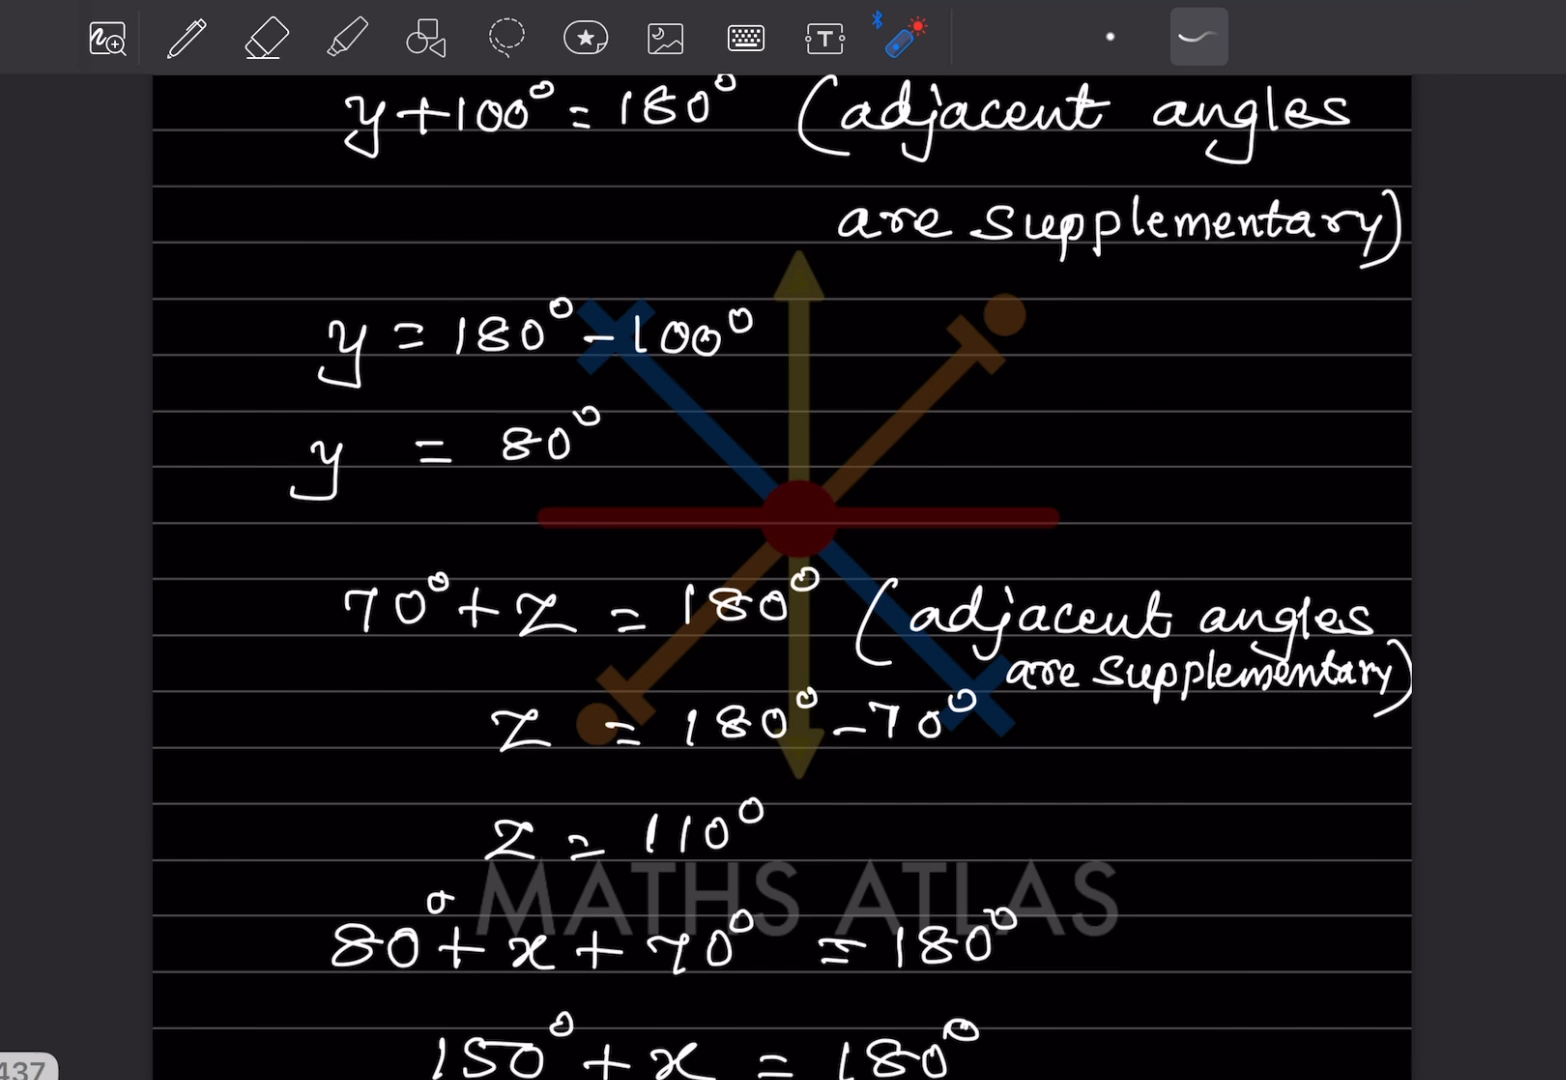 y+100° = 180° (adjacent angles
are supplementary)
y = 180° - 100°
y = 80°
70° + z = 180° (adjacent angles
are supplementary)
z = 180° - 70°
z = 110°
MATHS ATLAS
80° + x + 70° = 180°
150° + x = 180°
437